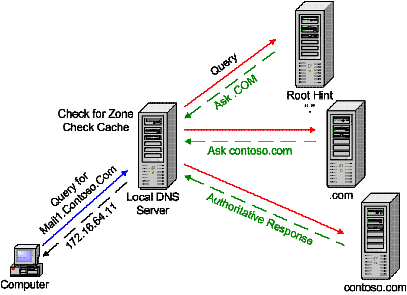 Query
Ask .COM
Root Hint
"."
Check for Zone
Check Cache
Ask contoso.com
.com
Query for
Mail1.Contoso.Com
172.16.64.11
Local DNS
Server
Authoritative Response
Computer
contoso.com